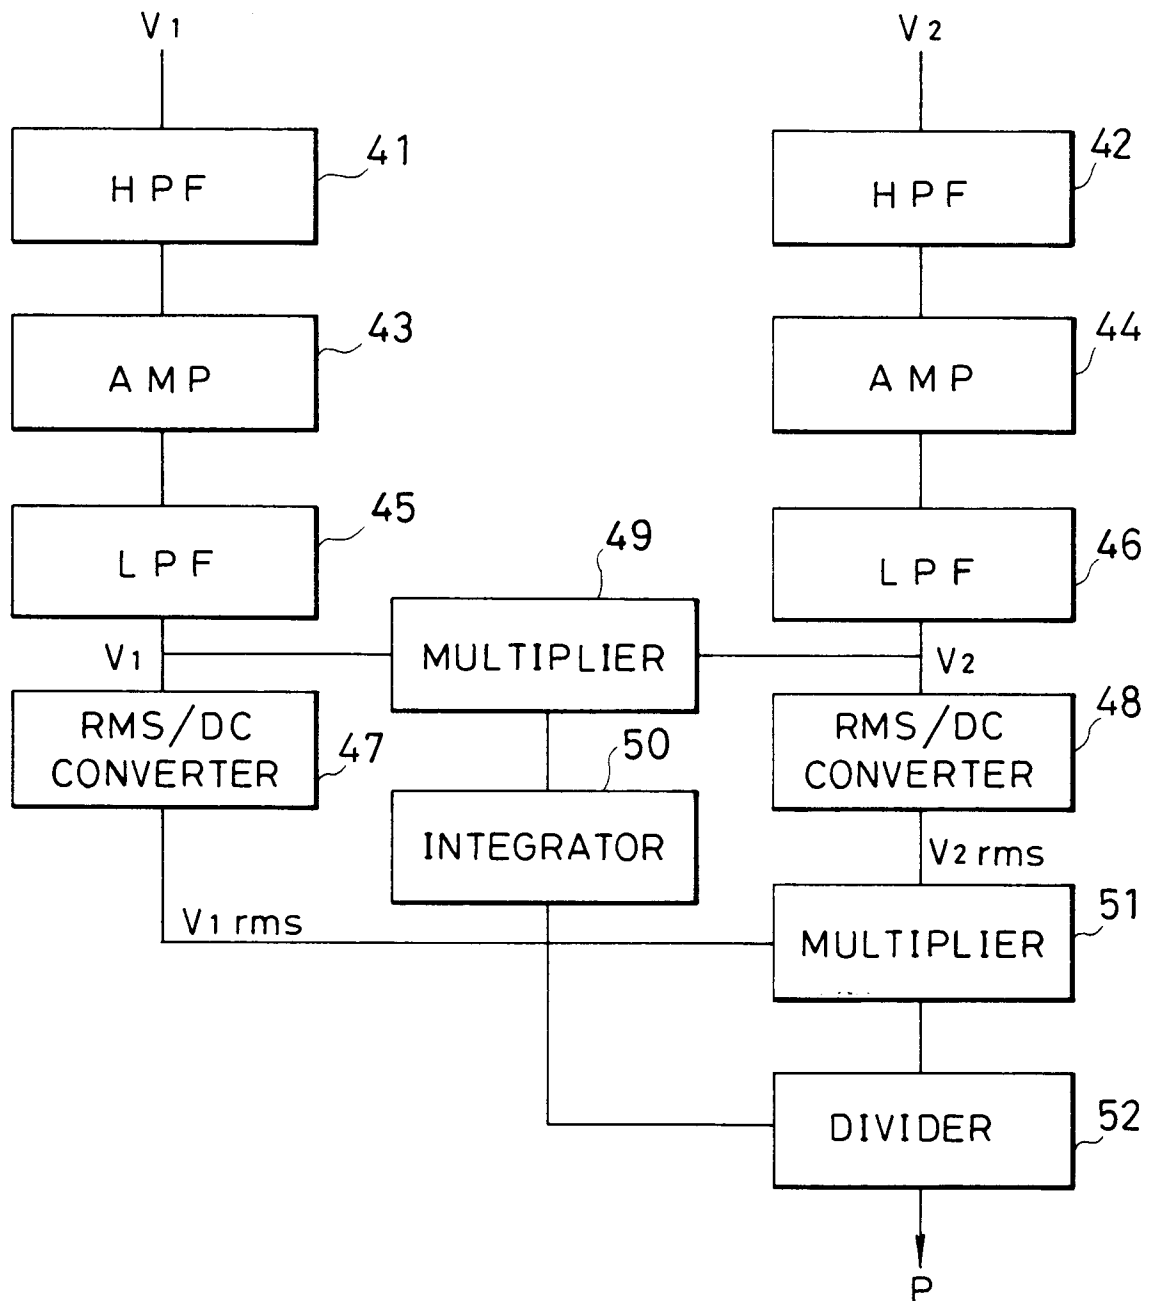 V1
V2
41
42
HPF
HPF
43
44
AMP
AMP
45
46
LPF
LPF
49
MULTIPLIER
V1
V2
RMS/DC
CONVERTER
47
RMS/DC
CONVERTER
48
50
INTEGRATOR
V2 rms
V1 rms
51
MULTIPLIER
52
DIVIDER
P